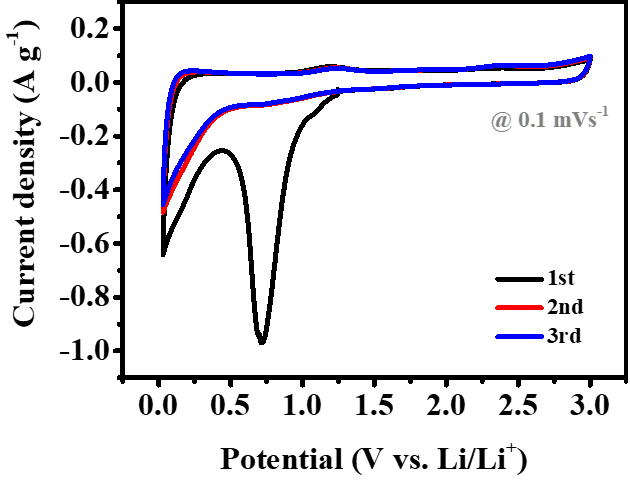 Current density (A g⁻¹)
0.2
0.0
-0.2
-0.4
-0.6
-0.8
-1.0
@ 0.1 mVs⁻¹
1st
2nd
3rd
0.0 0.5 1.0 1.5 2.0 2.5 3.0
Potential (V vs. Li/Li⁺)